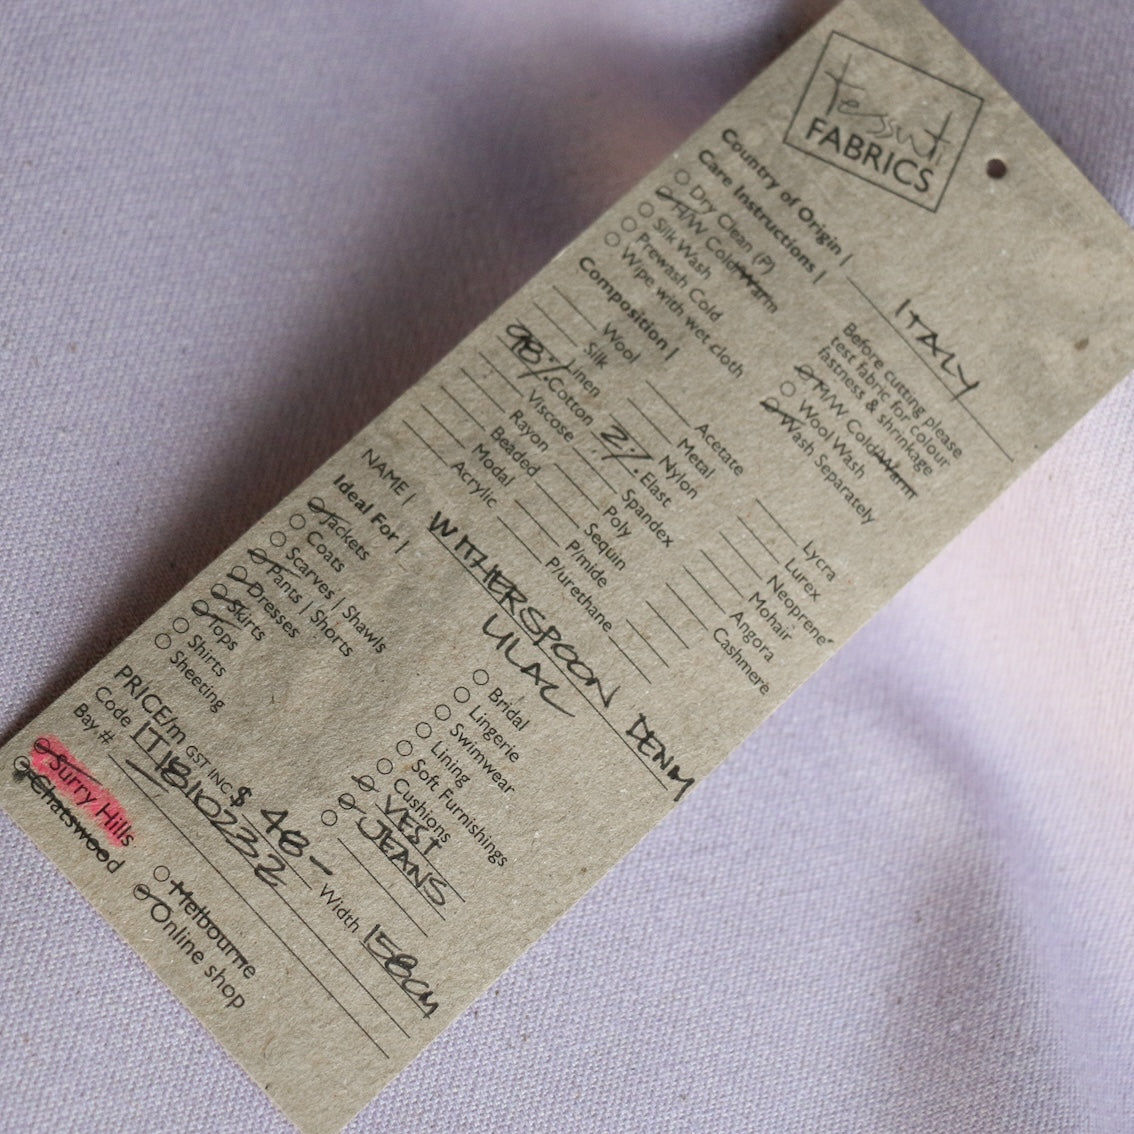 tessuti
FABRICS
Country of Origin | ITALY
Care Instructions |
Dry Clean (P)
H/W Cold/Warm
Silk Wash
Prewash Cold
Wipe with wet cloth
Before cutting please
test fabric for colour
fastness & shrinkage
M/W Cold/Warm
Wool Wash
Wash Separately
Composition |
Wool
Silk
Linen
98% Cotton
Viscose
Rayon
Beaded
Modal
Acrylic
Acetate
Metal
Nylon
2% Elast
Spandex
Poly
Sequin
P/mide
P/urethane
Lycra
Lurex
Neoprene
Mohair
Angora
Cashmere
NAME | WITHERSPOON DENIM
LILAC
Ideal For |
Jackets
Coats
Scarves | Shawls
Pants | Shorts
Dresses
Skirts
Tops
Shirts
Sheeting
Bridal
Lingerie
Swimwear
Lining
Soft Furnishings
Cushions
VEST
JEANS
PRICE/m GST INC $ 48- Width 158cm
Code IT1810232
Bay #
Surry Hills
Chatswood
Melbourne
Online shop